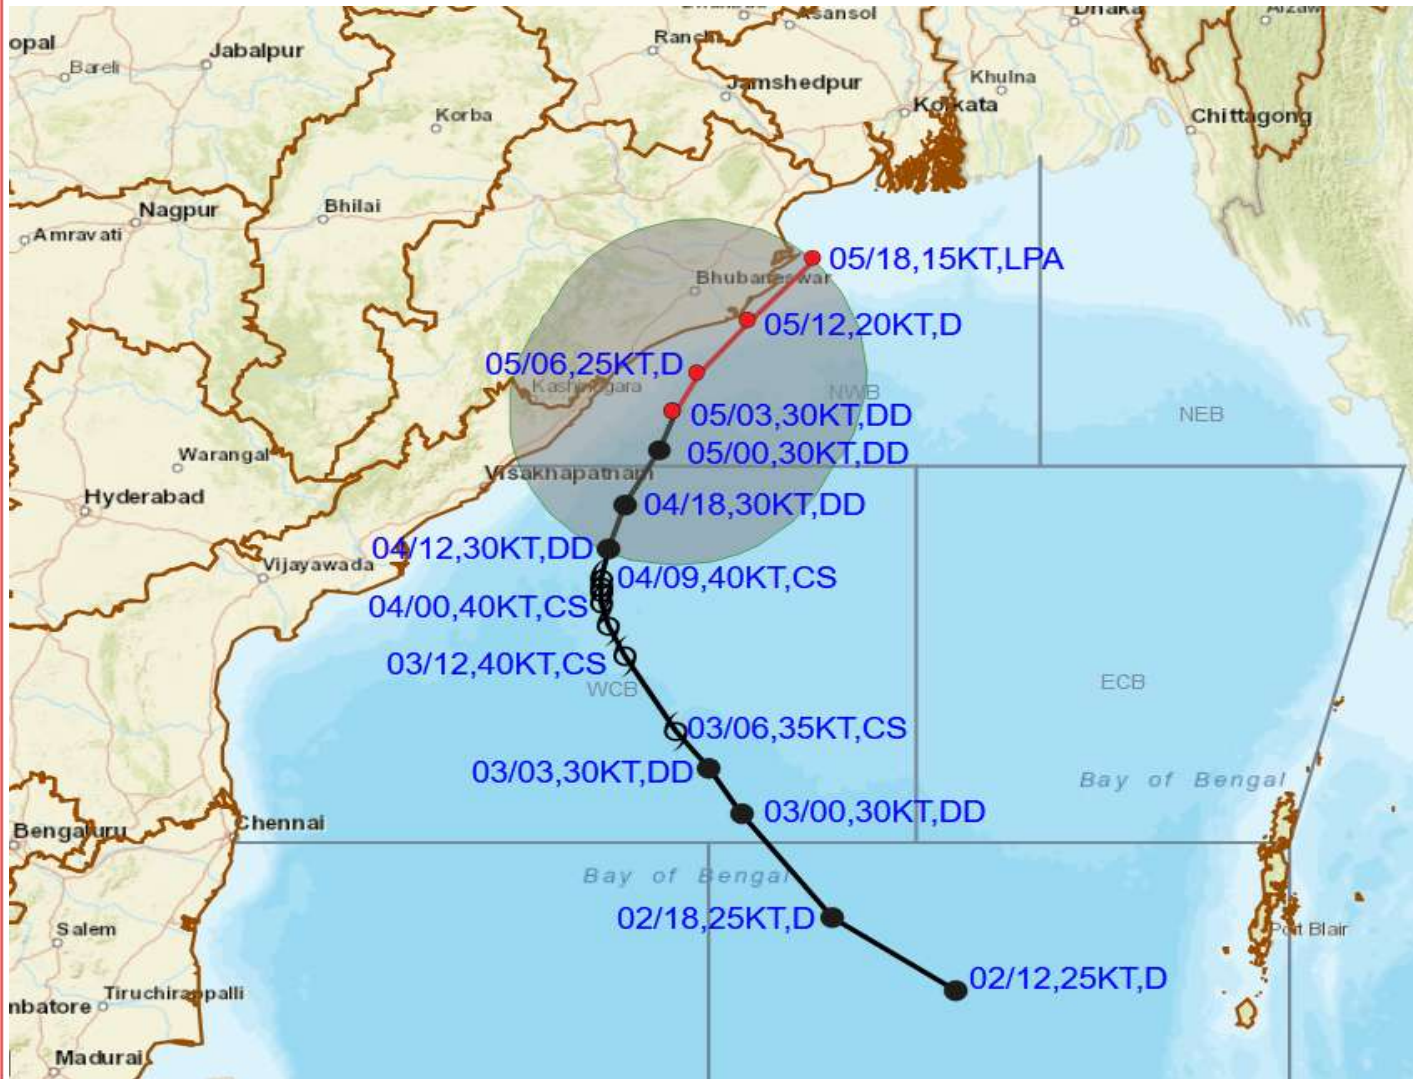 Asansol
Dhaka
opal
Jabalpur
Ranchi
Bareli
Jamshedpur
Khulna
Kolkata
Korba
Chittagong
Nagpur
Bhilai
Amravati
05/18,15KT,LPA
Bhubaneswar
05/12,20KT,D
05/06,25KT,D
NWB
05/03,30KT,DD
NEB
05/00,30KT,DD
Warangal
Visakhapatnam
Hyderabad
04/18,30KT,DD
04/12,30KT,DD
Vijayawada
04/09,40KT,CS
04/00,40KT,CS
03/12,40KT,CS
WCB
ECB
03/06,35KT,CS
03/03,30KT,DD
Bay of Bengal
03/00,30KT,DD
Chennai
Bengaluru
Bay of Bengal
02/18,25KT,D
Salem
Port Blair
02/12,25KT,D
Tiruchirappalli
mbatore
Madurai